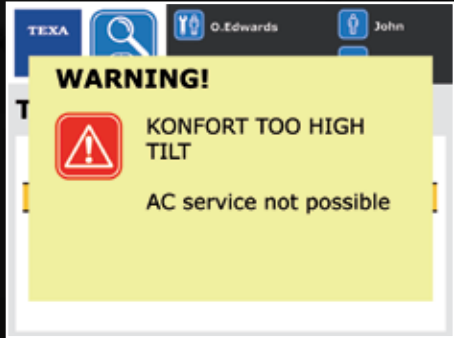 TEXA
O.Edwards
John
WARNING!
T
KONFORT TOO HIGH
TILT
AC service not possible